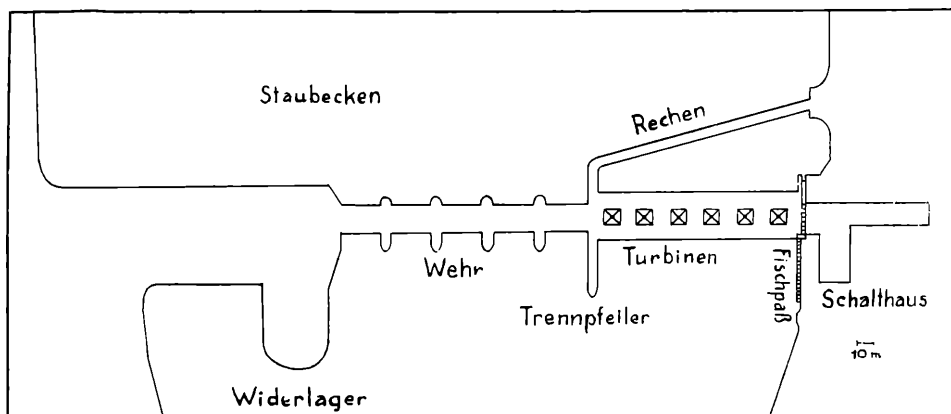 Staubecken
Rechen
Wehr
Turbinen
Fischpaß
Trennpfeiler
Schalthaus
10 m
Widerlager